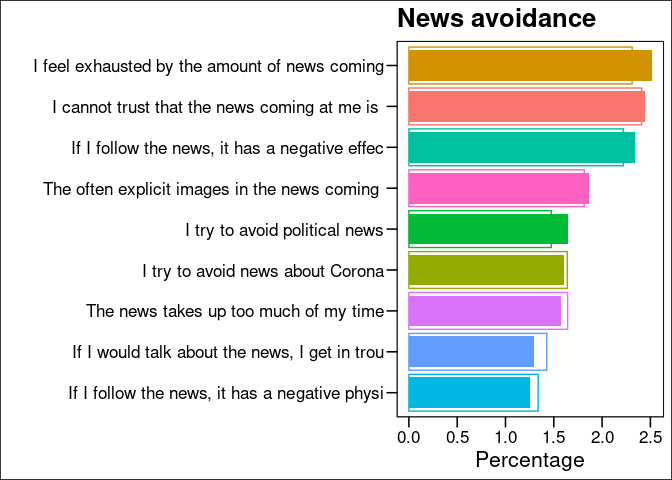 News avoidance
I feel exhausted by the amount of news coming
I cannot trust that the news coming at me is
If I follow the news, it has a negative effec
The often explicit images in the news coming
I try to avoid political news
I try to avoid news about Corona
The news takes up too much of my time
If I would talk about the news, I get in trou
If I follow the news, it has a negative physi
0.0 0.5 1.0 1.5 2.0 2.5
Percentage